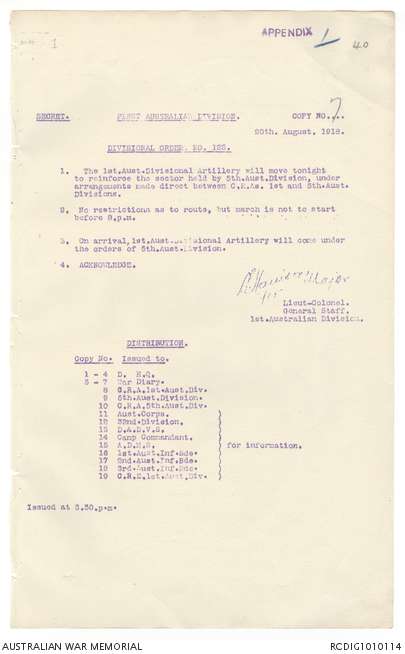 APPENDIX 1
40
1
SECRET. FIRST AUSTRALIAN DIVISION. COPY NO. 7.
20th. August, 1918.
DIVISIONAL ORDER. NO.
1. The 1st.Aust.Divisional Artillery will move tonight
to reinforce the sector held by 5th.Aust.Division, under
arrangements made direct between C.R.As. 1st and 5th.Aust.
Divisions.
2. No restrictions as to route, but march is not to start
before 8.p.m.
3. On arrival, 1st.Aust.Divisional Artillery will come under
the orders of 5th.Aust.Division.
4. ACKNOWLEDGE.
Major
for
Lieut-Colonel.
General Staff.
1st.Australian Division.
DISTRIBUTION.
Copy No. Issued to.
1 - 4 D. H.Q.
5 - 7 War Diary.
8 C.R.A.1st.Aust.Div.
9 5th.Aust.Division.
10 C.R.A.5th.Aust.Div.
11 Aust.Corps.
12 32nd.Division.
13 D.A.D.V.S.
14 Camp Commandant.
15 A.D.M.S.
for information.
16 1st.Aust.Inf.Bde.
17 2nd.Aust.Inf.Bde.
18 3rd.Aust.Inf.Bde.
19 C.R.E.1st.Aust.Div.
Issued at .30.p.m.
AUSTRALIAN WAR MEMORIAL RCDIG1010114